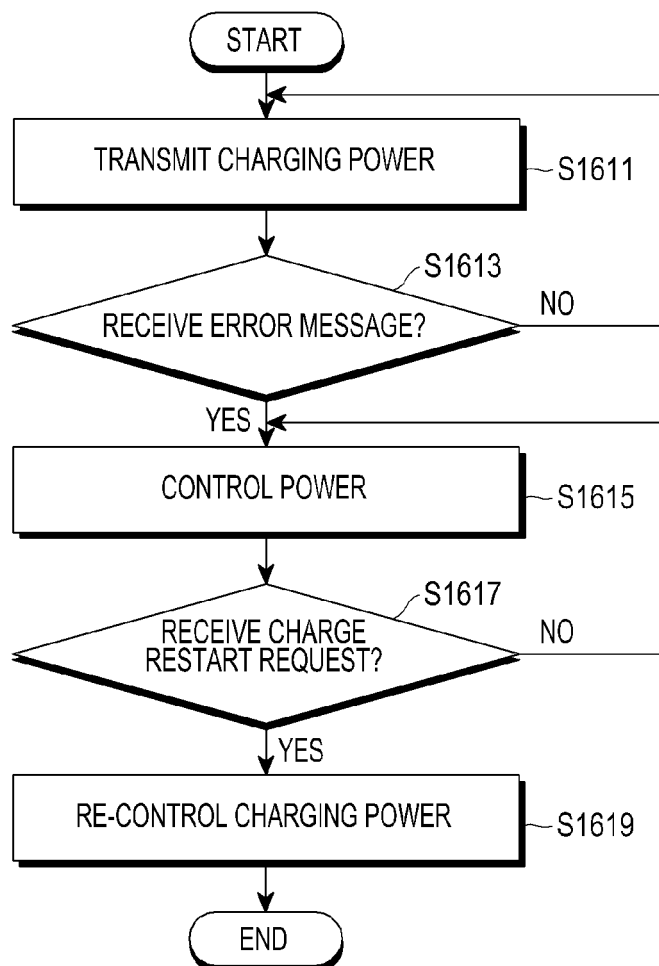 START
TRANSMIT CHARGING POWER
S1611
S1613
RECEIVE ERROR MESSAGE?
NO
YES
CONTROL POWER
S1615
S1617
RECEIVE CHARGE
RESTART REQUEST?
NO
YES
RE-CONTROL CHARGING POWER
S1619
END